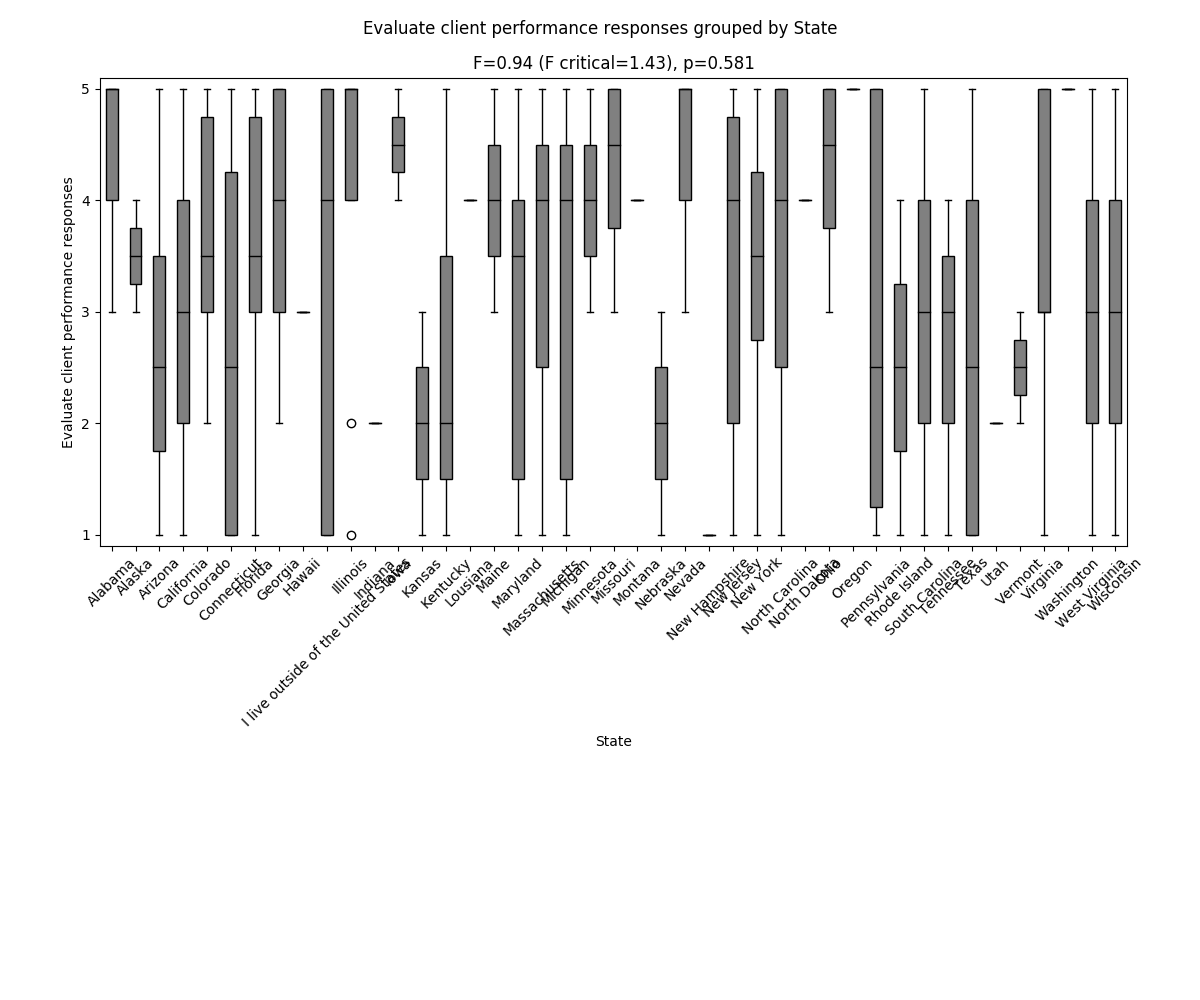 Evaluate client performance responses grouped by State
F=0.94 (F critical=1.43), p=0.581
Evaluate client performance responses
5
4
3
2
1
Alabama
Alaska
Arizona
California
Colorado
Connecticut
Florida
Georgia
Hawaii
I live outside of the United States
Illinois
Indiana
Iowa
Kansas
Kentucky
Lousiana
Maine
Maryland
Massachusetts
Michigan
Minnesota
Missouri
Montana
Nebraska
Nevada
New Hampshire
New Jersey
New York
North Carolina
North Dakota
Ohio
Oregon
Pennsylvania
Rhode Island
South Carolina
Tennessee
Texas
Utah
Vermont
Virginia
Washington
West Virginia
Wisconsin
State